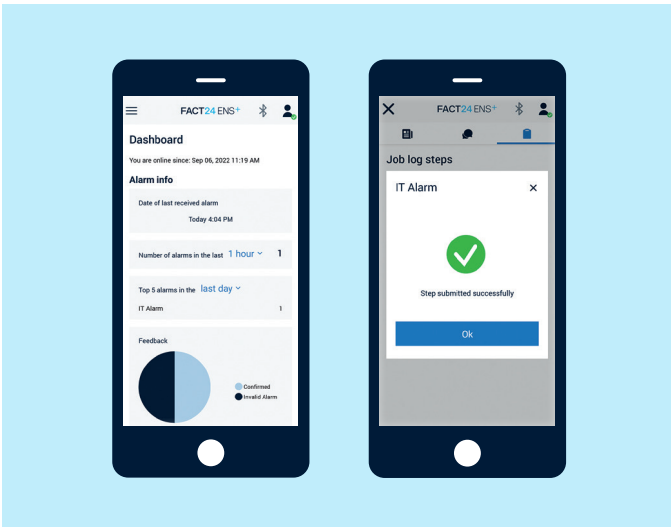 FACT24 ENS+
Dashboard
You are online since: Sep 06, 2022 11:19 AM
Alarm info
Date of last received alarm
Today 4:04 PM
Number of alarms in the last 1 hour 1
Top 5 alarms in the last day
IT Alarm 1
Feedback
Confirmed
Invalid Alarm
FACT24 ENS+
Job log steps
IT Alarm
Step submitted successfully
Ok